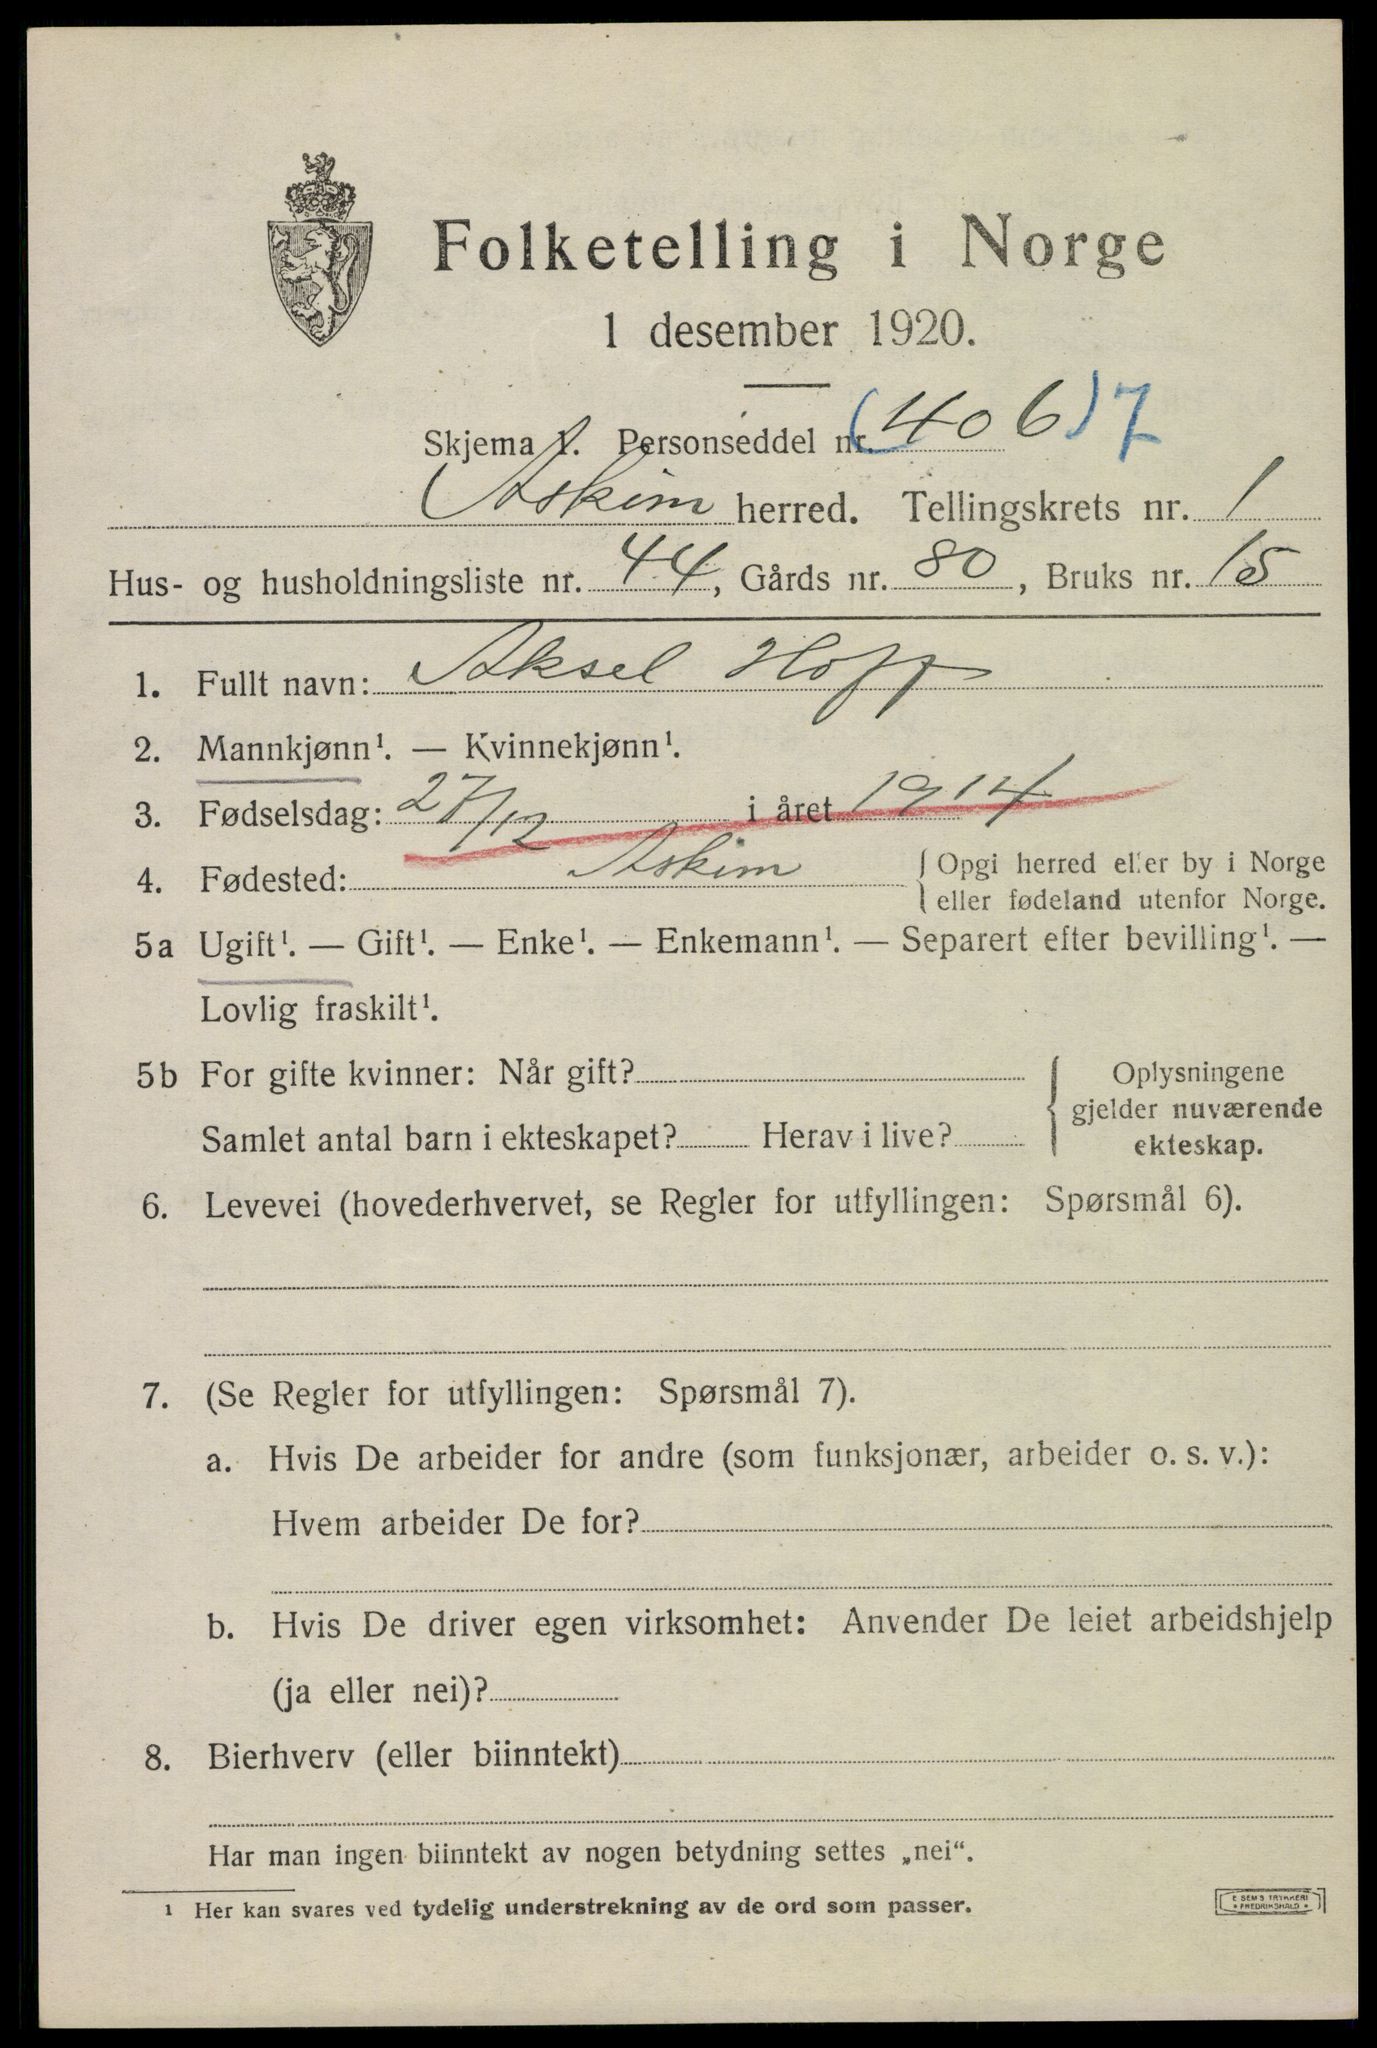 Folketelling i Norge
1 desember 1920.
Skjema 1. Personseddel nr. (406) 7
Askim herred. Tellingskrets nr. 1
Hus- og husholdningsliste nr. 44, Gårds nr. 80, Bruks nr. 15
1. Fullt navn: Aksel Hoff
2. Mannkjønn¹. — Kvinnekjønn¹.
3. Fødselsdag: 27/12 i året 1914
4. Fødested: Askim { Opgi herred eller by i Norge
eller fødeland utenfor Norge.
5a Ugift¹. — Gift¹. — Enke¹. — Enkemann¹. — Separert efter bevilling¹. —
Lovlig fraskilt¹.
5b For gifte kvinner: Når gift?
Samlet antal barn i ekteskapet? Herav i live?
{ Oplysningene
gjelder nuværende
ekteskap.
6. Levevei (hovederhvervet, se Regler for utfyllingen: Spørsmål 6).
7. (Se Regler for utfyllingen: Spørsmål 7).
a. Hvis De arbeider for andre (som funksjonær, arbeider o. s. v.):
Hvem arbeider De for?
b. Hvis De driver egen virksomhet: Anvender De leiet arbeidshjelp
(ja eller nei)?
8. Bierhverv (eller biinntekt)
Har man ingen biinntekt av nogen betydning settes „nei“.
¹ Her kan svares ved tydelig understrekning av de ord som passer.
E SEMS TRYKKERI
* FREDRIKSHALD *